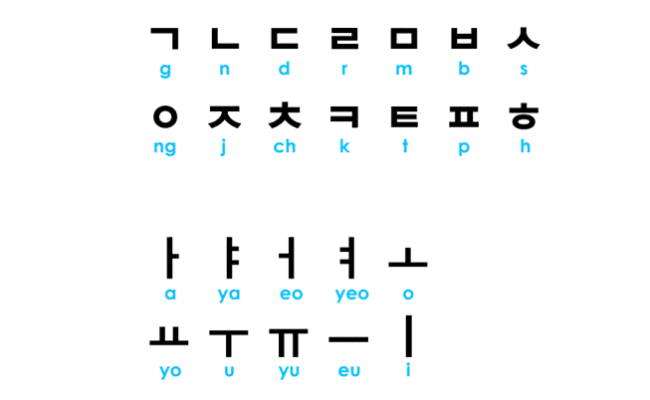 ㄱ ㄴ ㄷ ㄹ ㅁ ㅂ ㅅ
g n d r m b s
ㅇ ㅈ ㅊ ㅋ ㅌ ㅍ ㅎ
ng j ch k t p h
ㅏ ㅑ ㅓ ㅕ ㅗ
a ya eo yeo o
ㅛ ㅜ ㅠ ㅡ ㅣ
yo u yu eu i